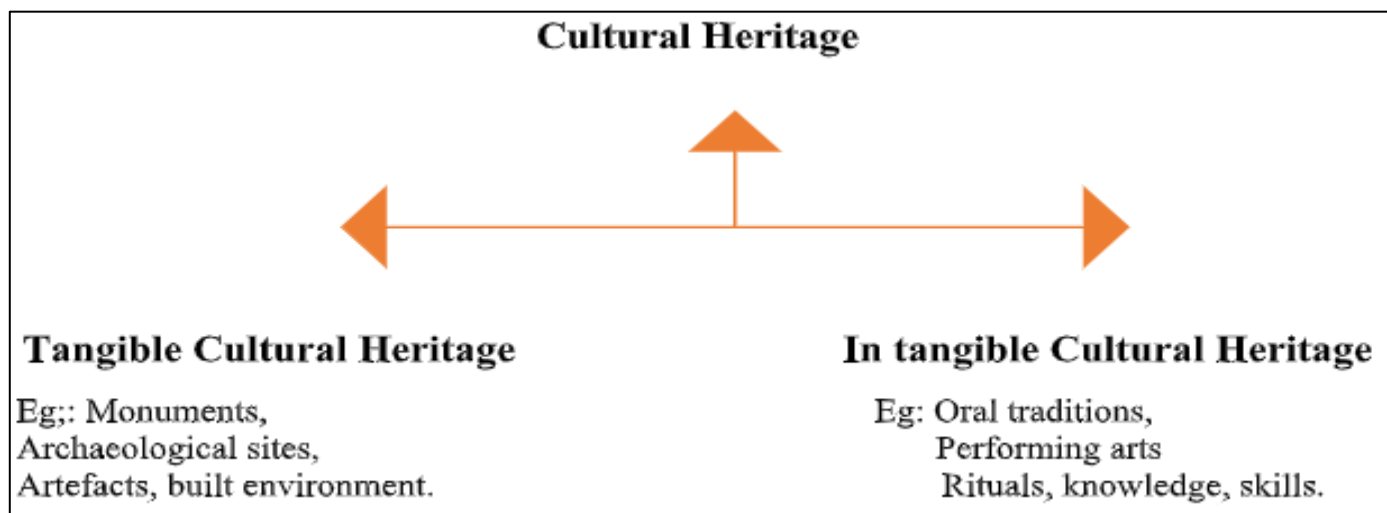 Cultural Heritage
Tangible Cultural Heritage
Eg;: Monuments,
Archaeological sites,
Artefacts, built environment.
In tangible Cultural Heritage
Eg: Oral traditions,
Performing arts
Rituals, knowledge, skills.